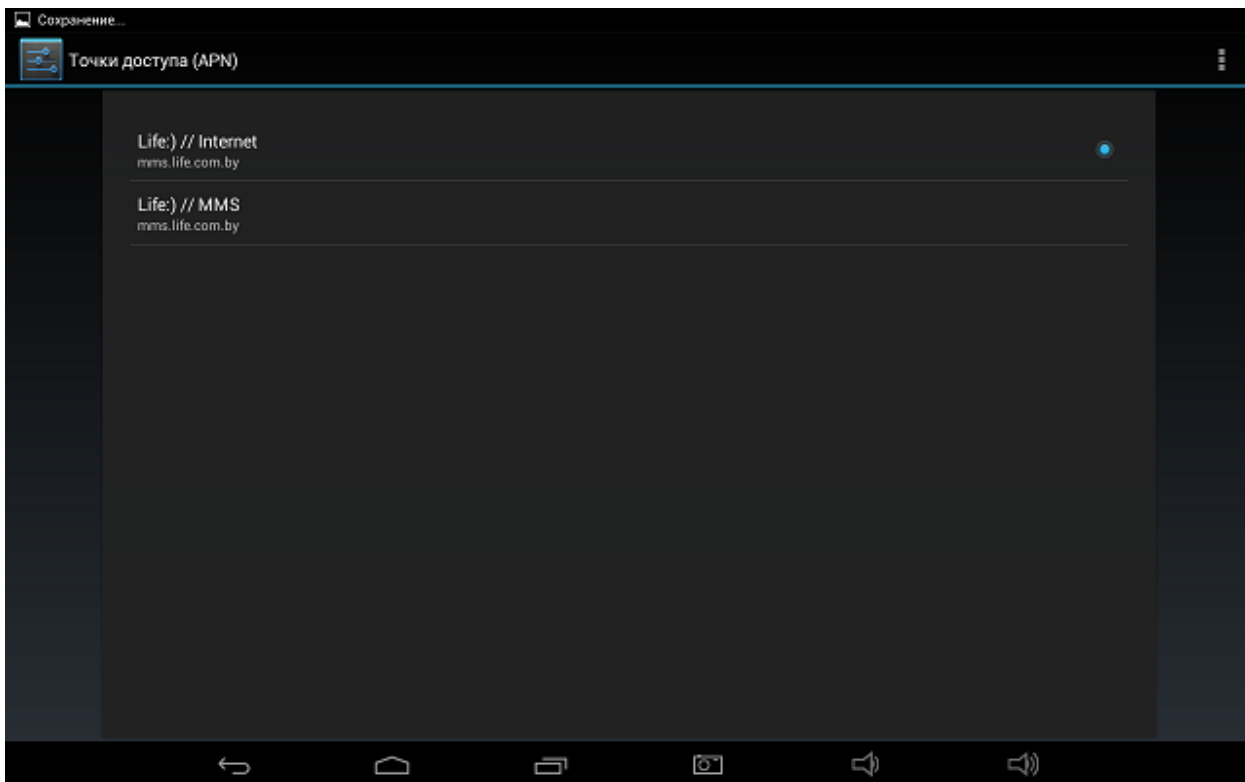 Сохранение...
Точки доступа (APN)
Life:) // Internet
mms.life.com.by
Life:) // MMS
mms.life.com.by